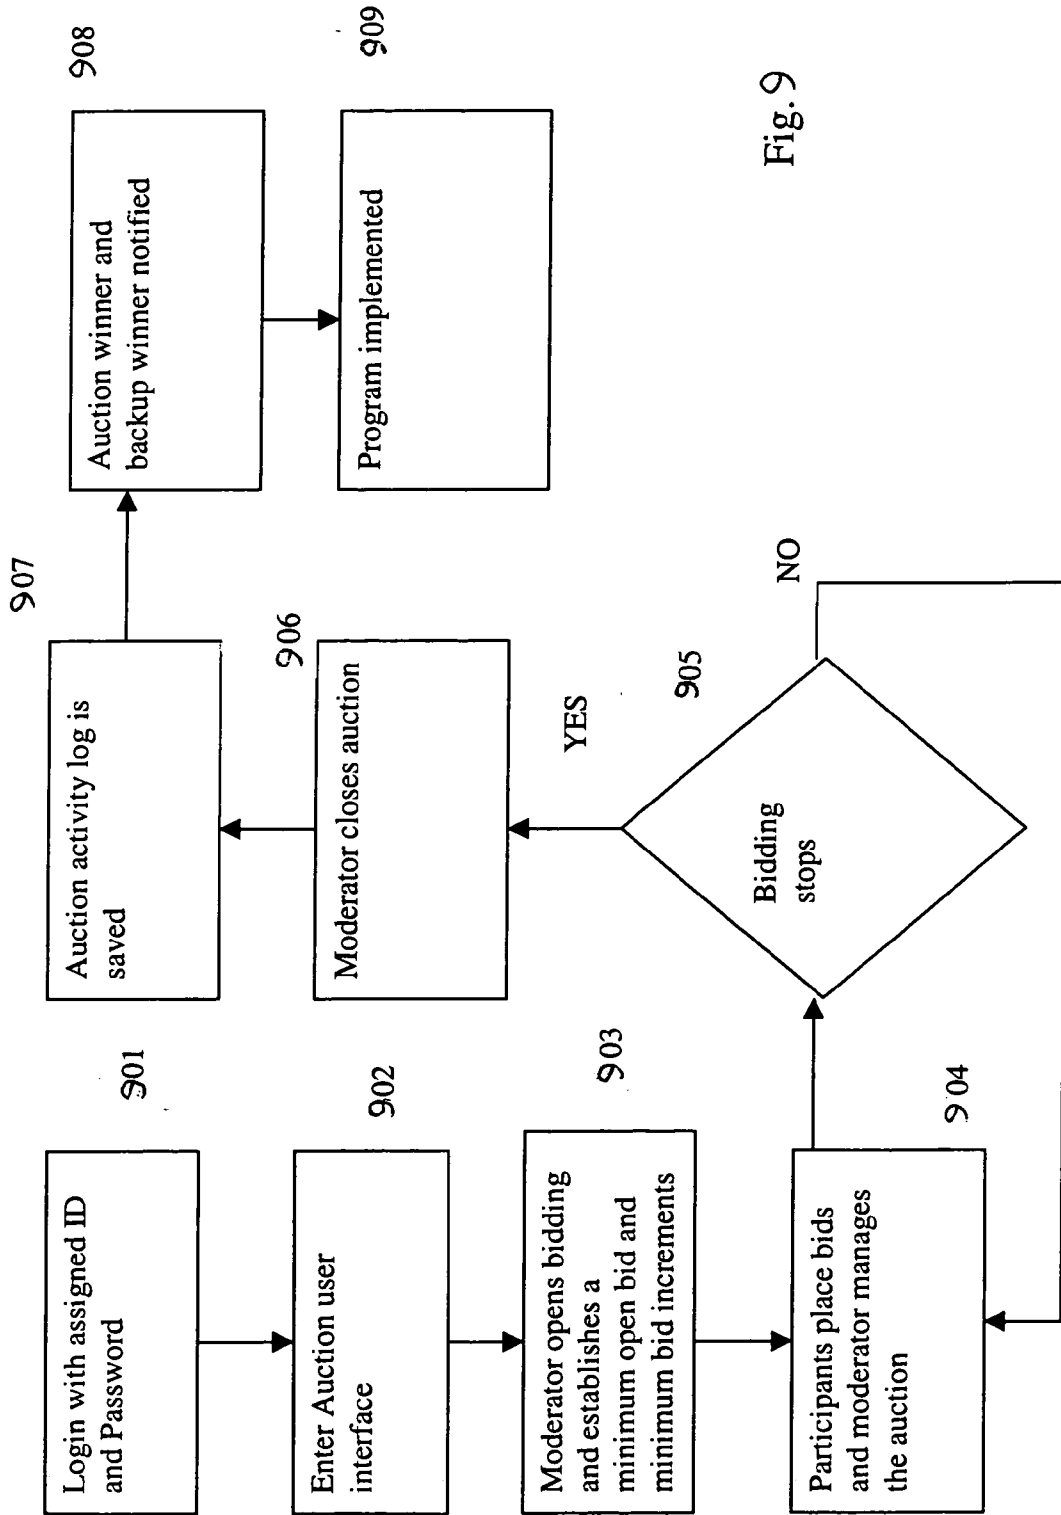 901
Login with assigned ID
and Password
902
Enter Auction user
interface
903
Moderator opens bidding
and establishes a
minimum open bid and
minimum bid increments
904
Participants place bids
and moderator manages
the auction
905
Bidding
stops
YES
NO
906
Moderator closes auction
907
Auction activity log is
saved
908
Auction winner and
backup winner notified
909
Program implemented
Fig. 9